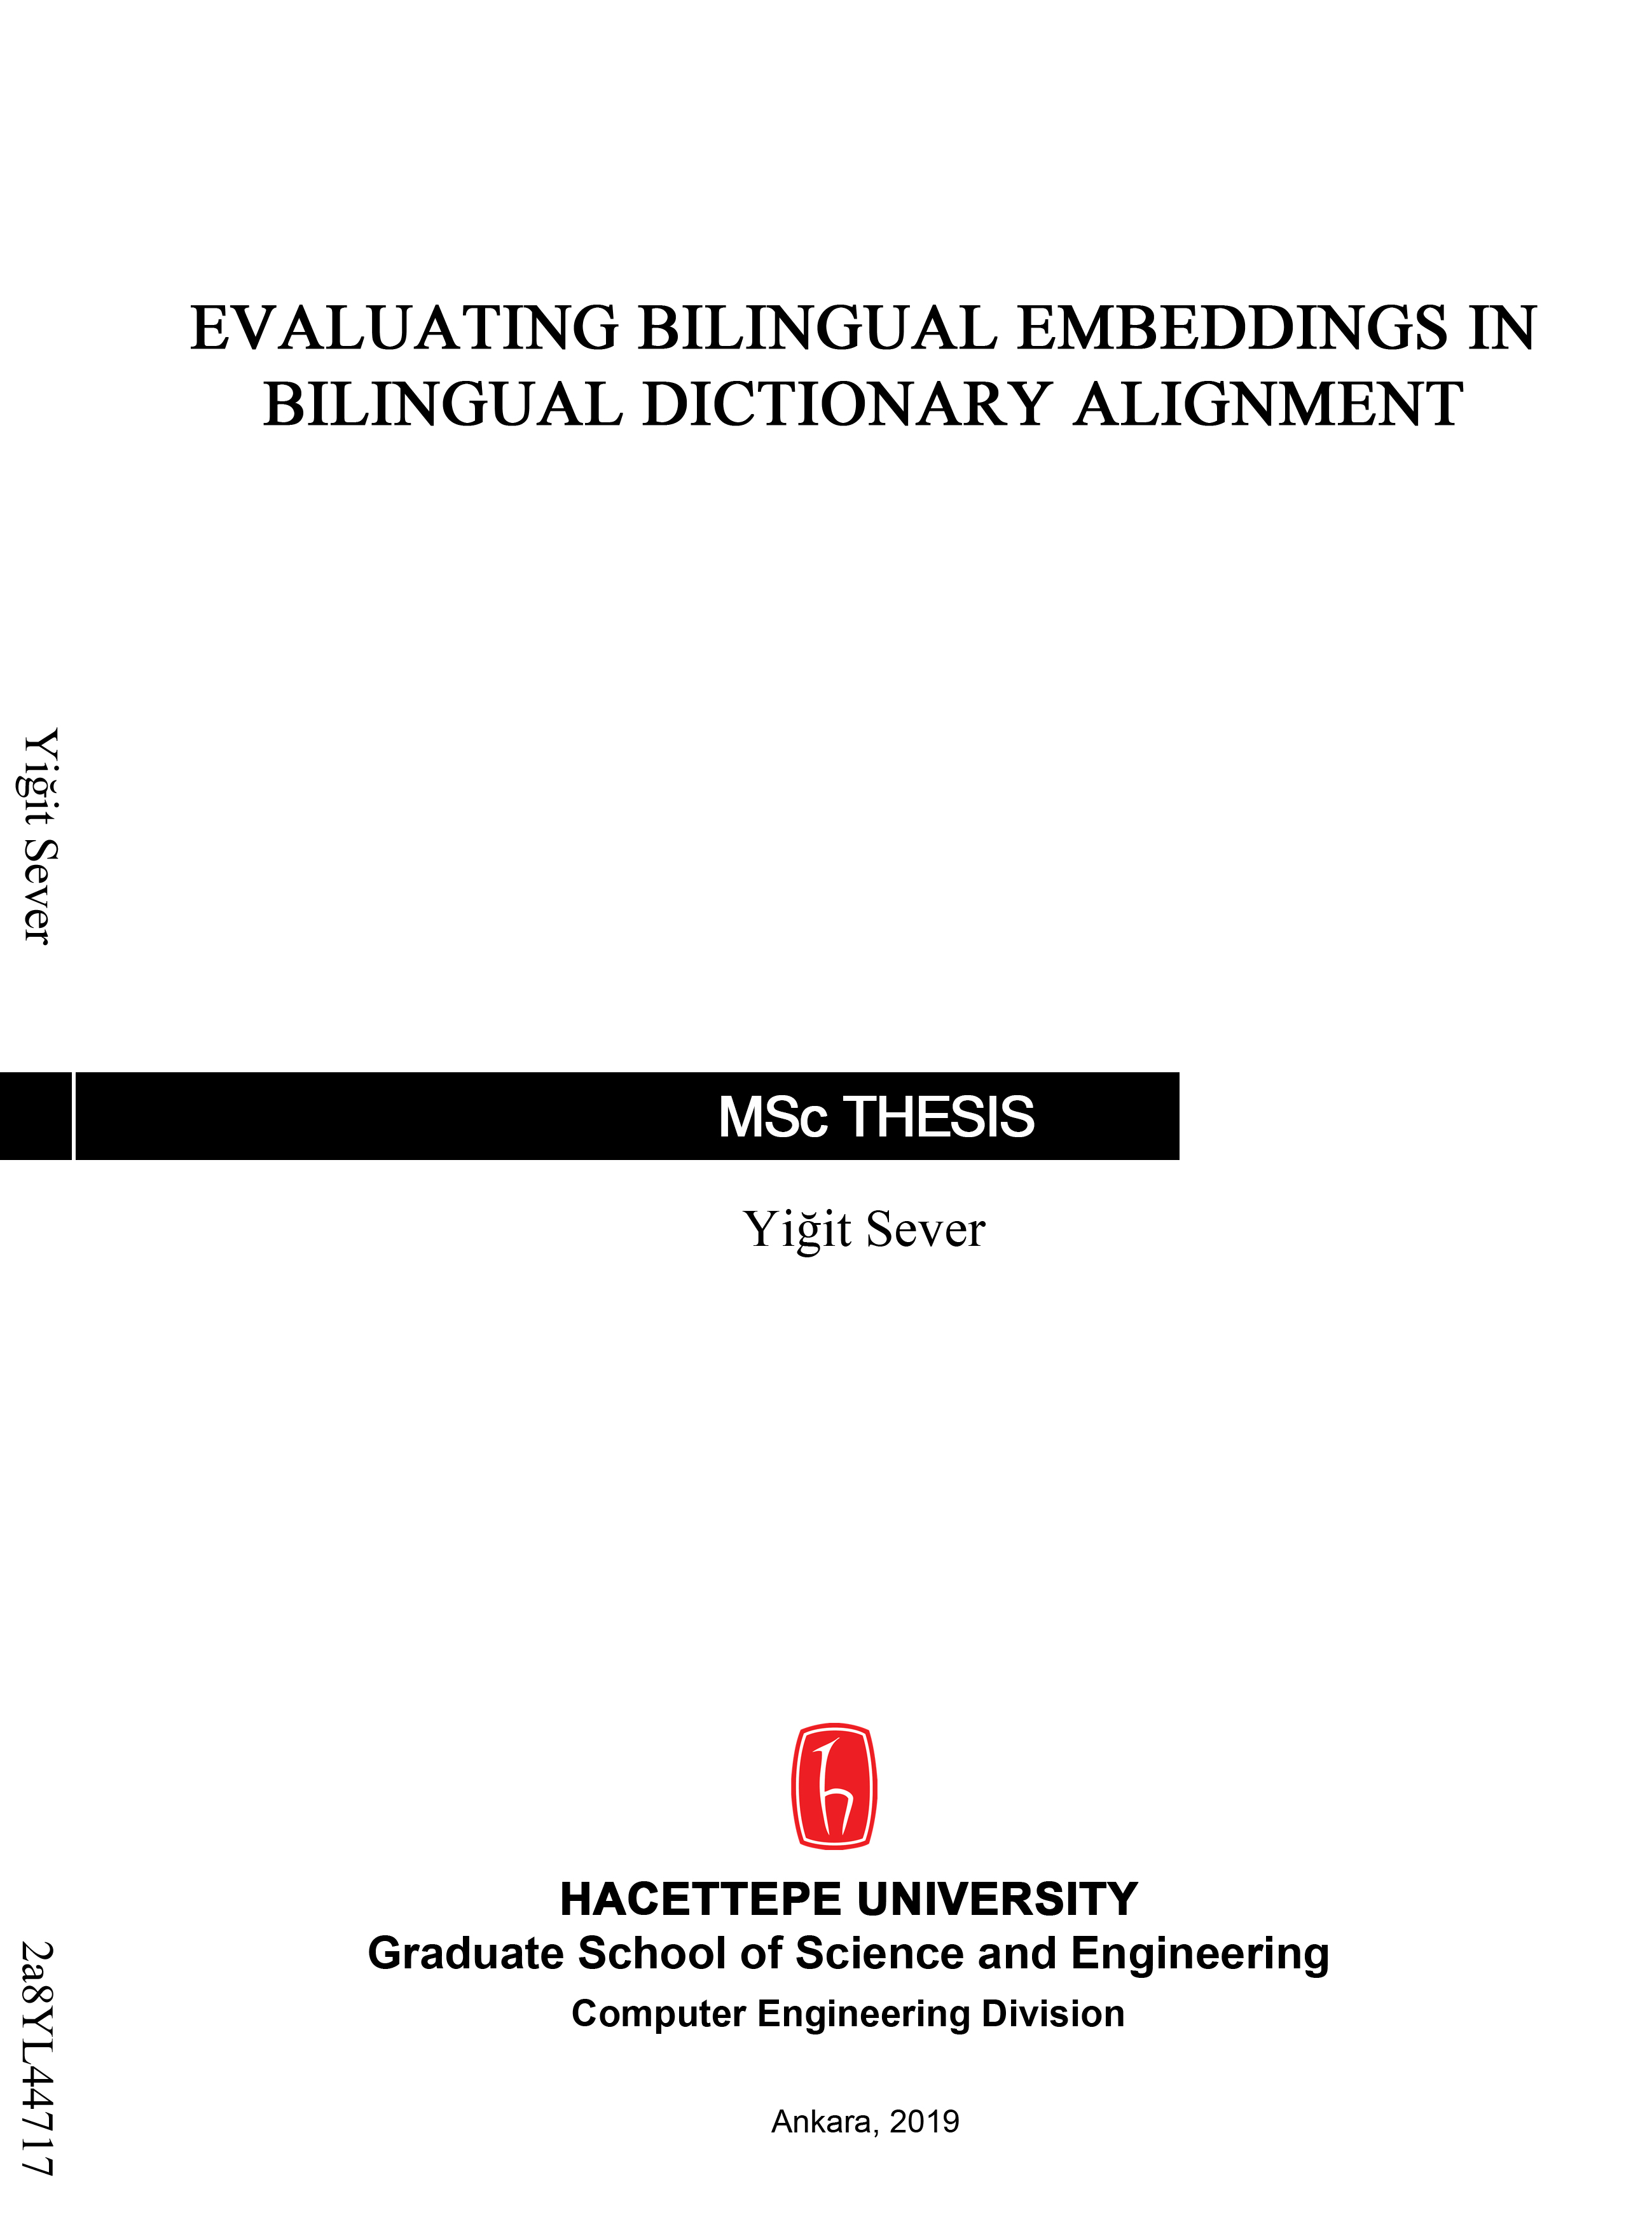 EVALUATING BILINGUAL EMBEDDINGS IN
BILINGUAL DICTIONARY ALIGNMENT
Yiğit Sever
MSc THESIS
Yiğit Sever
HACETTEPE UNIVERSITY
Graduate School of Science and Engineering
Computer Engineering Division
2a8YL44717
Ankara, 2019